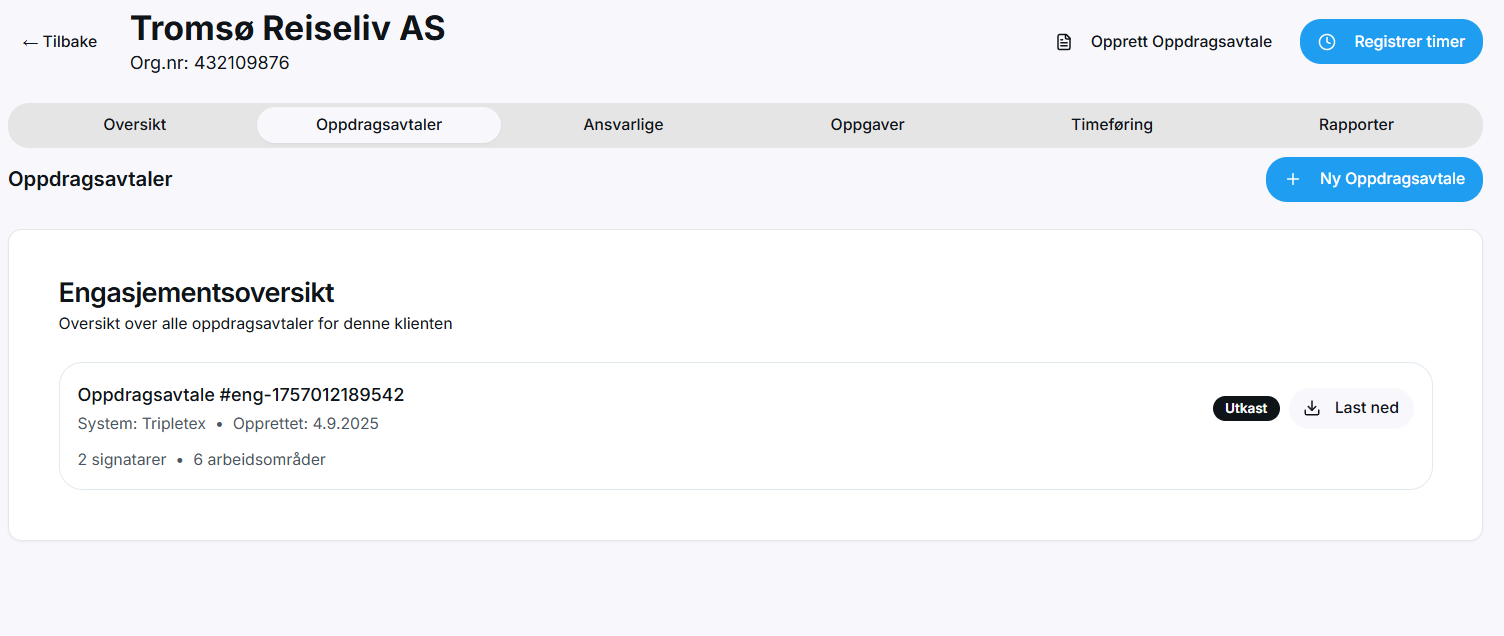 ← Tilbake
Tromsø Reiseliv AS
Org.nr: 432109876
Opprett Oppdragsavtale
Registrer timer
Oversikt
Oppdragsavtaler
Ansvarlige
Oppgaver
Timeføring
Rapporter
Oppdragsavtaler
+ Ny Oppdragsavtale
Engasjementsoversikt
Oversikt over alle oppdragsavtaler for denne klienten
Oppdragsavtale #eng-1757012189542
System: Tripletex • Opprettet: 4.9.2025
2 signatarer • 6 arbeidsområder
Utkast
Last ned